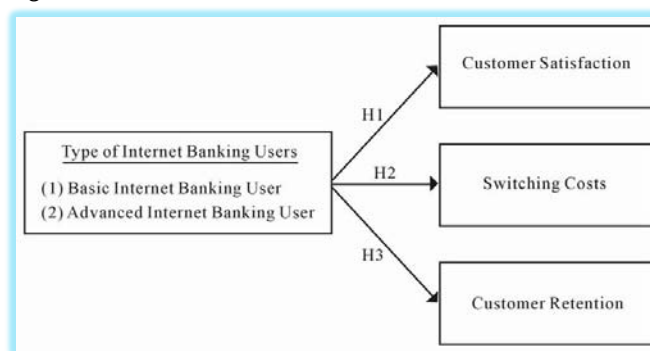 Type of Internet Banking Users
(1) Basic Internet Banking User
(2) Advanced Internet Banking User
H1
H2
H3
Customer Satisfaction
Switching Costs
Customer Retention